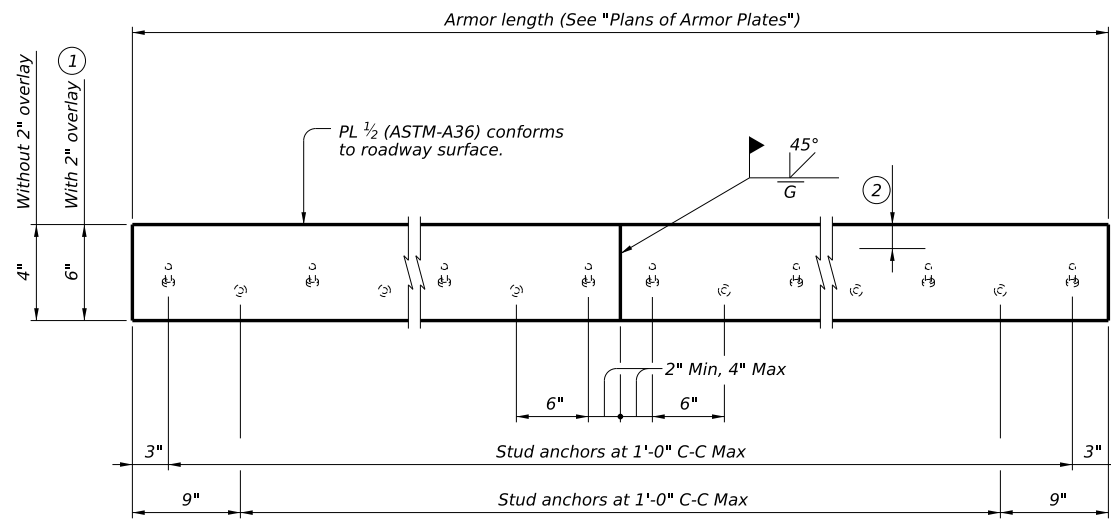 Armor length (See "Plans of Armor Plates")
Without 2" overlay
With 2" overlay
1
PL ½ (ASTM-A36) conforms
to roadway surface.
45°
G
2
4"
6"
2" Min, 4" Max
6"
6"
3"
Stud anchors at 1'-0" C-C Max
3"
9"
Stud anchors at 1'-0" C-C Max
9"